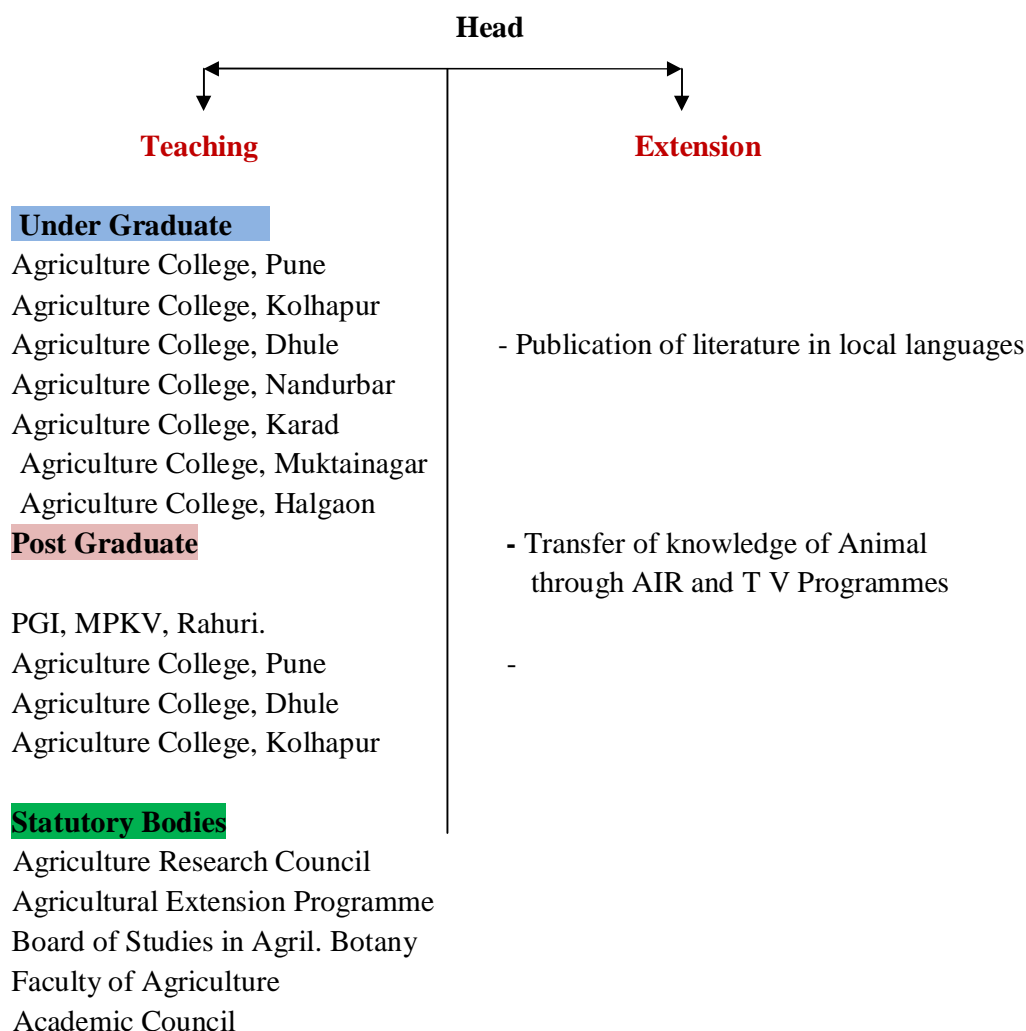 Head
Teaching
Extension
Under Graduate
Agriculture College, Pune
Agriculture College, Kolhapur
Agriculture College, Dhule
Agriculture College, Nandurbar
Agriculture College, Karad
Agriculture College, Muktainagar
Agriculture College, Halgaon
Post Graduate
PGI, MPKV, Rahuri.
Agriculture College, Pune
Agriculture College, Dhule
Agriculture College, Kolhapur
Statutory Bodies
Agriculture Research Council
Agricultural Extension Programme
Board of Studies in Agril. Botany
Faculty of Agriculture
Academic Council
- Publication of literature in local languages
- Transfer of knowledge of Animal
through AIR and T V Programmes
-